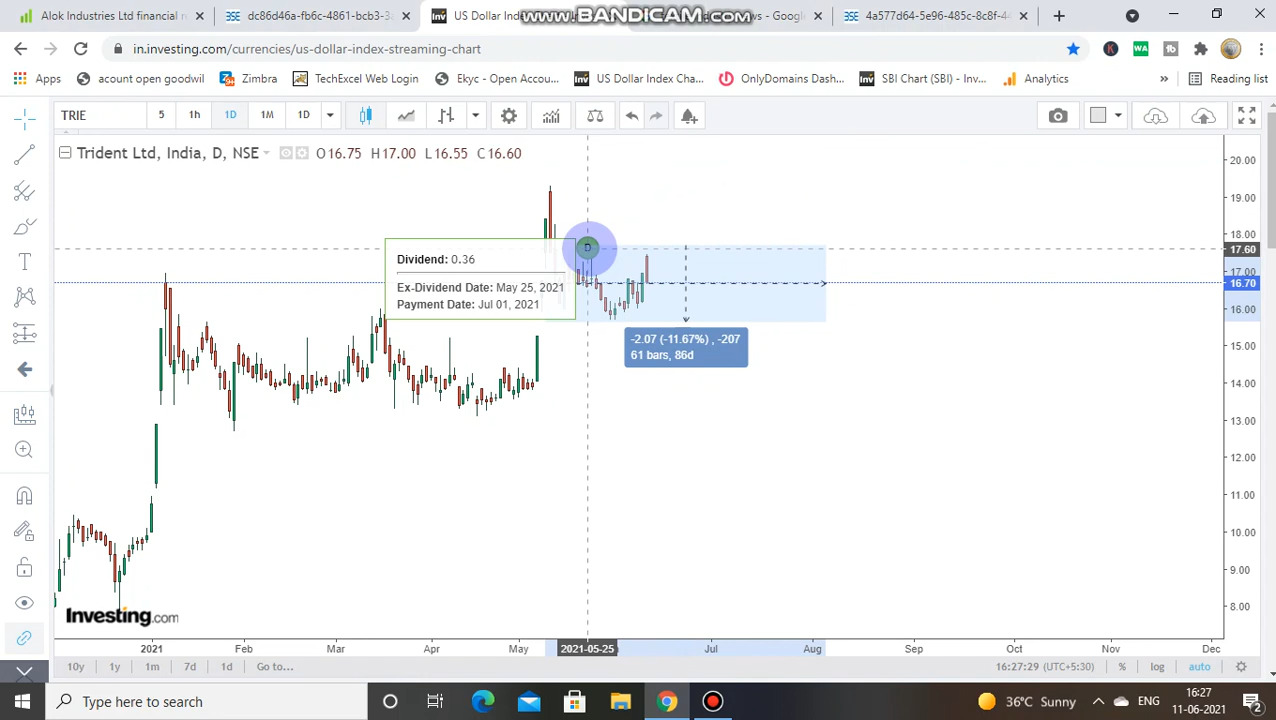 Alok Industries Ltd financial r
dc86d46a-fbf5-4861-bcb3-3
US Dollar Inde
www.BANDICAM.com
ws - Google
4a577d64-5e96-485c-8c8f-4
in.investing.com/currencies/us-dollar-index-streaming-chart
Apps
acount open goodwil
Zimbra
TechExcel Web Login
Ekyc - Open Accou...
US Dollar Index Cha...
OnlyDomains Dash...
SBI Chart (SBI) - Inv...
Analytics
»
Reading list
TRIE
5
1h
1D
1M
1D
Trident Ltd, India, D, NSE
O16.75 H17.00 L16.55 C16.60
20.00
19.00
18.00
17.60
17.00
16.70
16.00
15.00
14.00
13.00
12.00
11.00
10.00
9.00
8.00
D
Dividend: 0.36
Ex-Dividend Date: May 25, 2021
Payment Date: Jul 01, 2021
-2.07 (-11.67%) , -207
61 bars, 86d
Investing.com
2021
Feb
Mar
Apr
May
2021-05-25
Jul
Aug
Sep
Oct
Nov
Dec
10y
1y
1m
7d
1d
Go to...
16:27:29 (UTC+5:30)
%
log
auto
Type here to search
36°C Sunny
ENG
16:27
11-06-2021
2